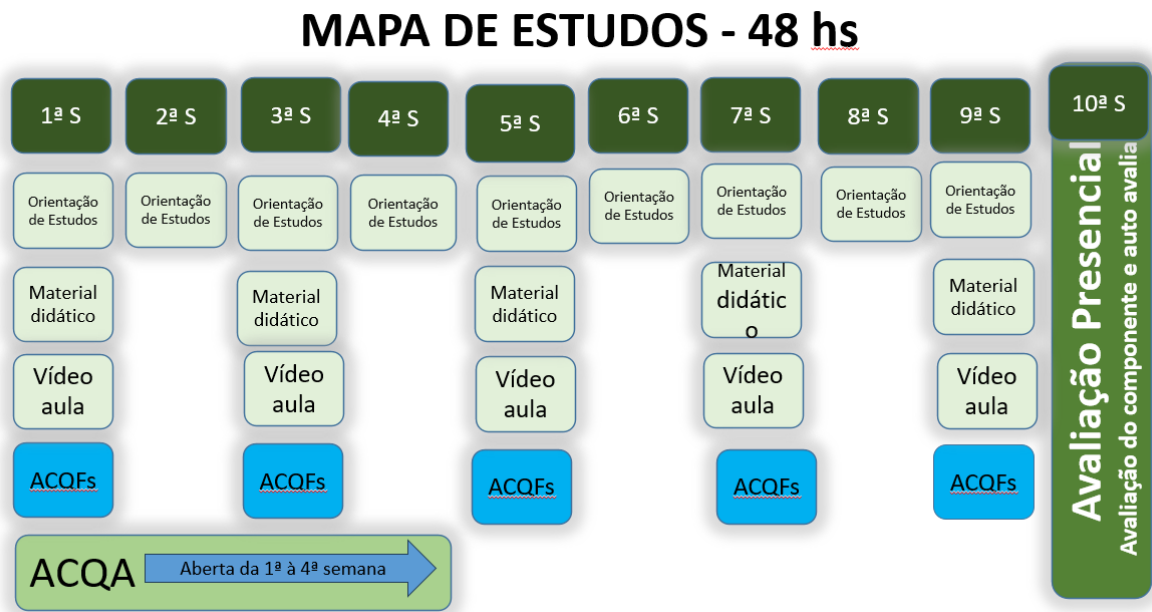 MAPA DE ESTUDOS - 48 hs
1ª S
2ª S
3ª S
4ª S
5ª S
6ª S
7ª S
8ª S
9ª S
10ª S
Orientação
de Estudos
Orientação
de Estudos
Orientação
de Estudos
Orientação
de Estudos
Orientação
de Estudos
Orientação
de Estudos
Orientação
de Estudos
Orientação
de Estudos
Orientação
de Estudos
Material
didático
Material
didático
Material
didático
Material
didátic
o
Material
didático
Vídeo
aula
Vídeo
aula
Vídeo
aula
Vídeo
aula
Vídeo
aula
ACQFs
ACQFs
ACQFs
ACQFs
ACQFs
ACQA
Aberta da 1ª à 4ª semana
Avaliação Presencial
Avaliação do componente e auto avalia